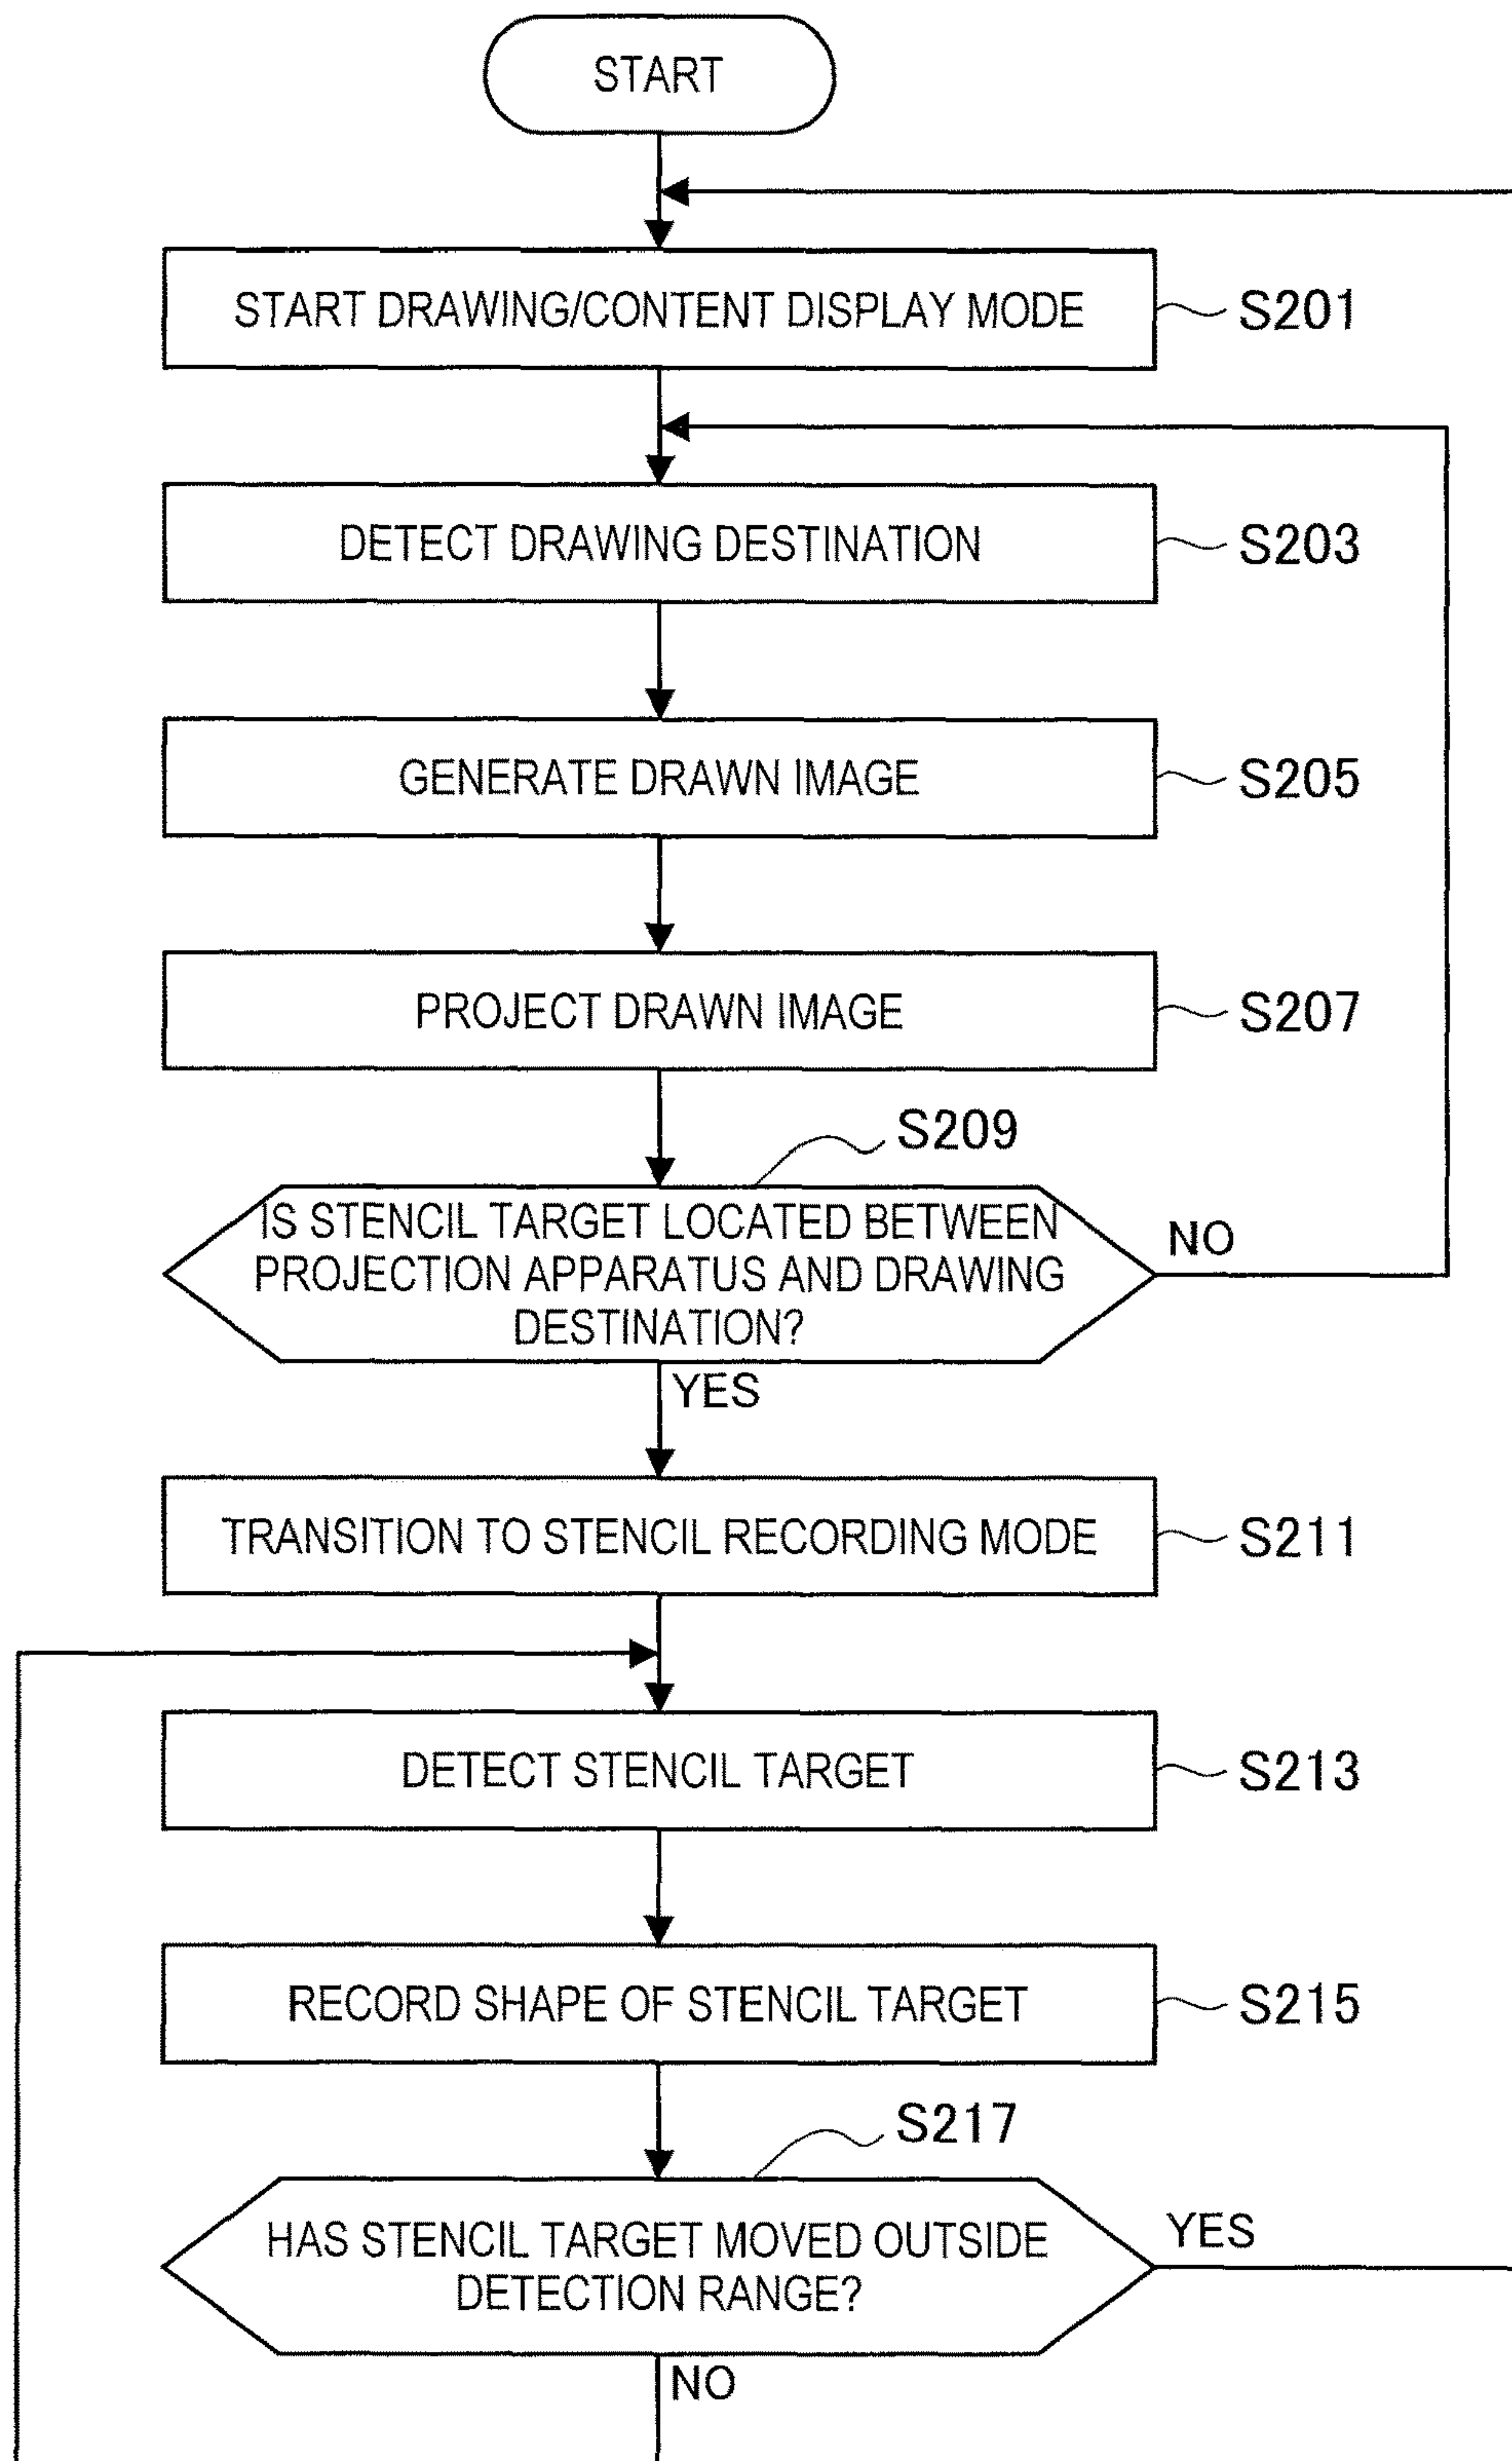 START
START DRAWING/CONTENT DISPLAY MODE
S201
DETECT DRAWING DESTINATION
S203
GENERATE DRAWN IMAGE
S205
PROJECT DRAWN IMAGE
S207
S209
IS STENCIL TARGET LOCATED BETWEEN
PROJECTION APPARATUS AND DRAWING
DESTINATION?
NO
YES
TRANSITION TO STENCIL RECORDING MODE
S211
DETECT STENCIL TARGET
S213
RECORD SHAPE OF STENCIL TARGET
S215
S217
HAS STENCIL TARGET MOVED OUTSIDE
DETECTION RANGE?
YES
NO